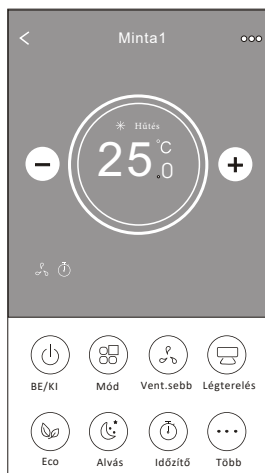 Minta1
Hűtés
25.0 °C
BE/KI Mód Vent.sebb Légterelés
Eco Alvás Időzítő Több